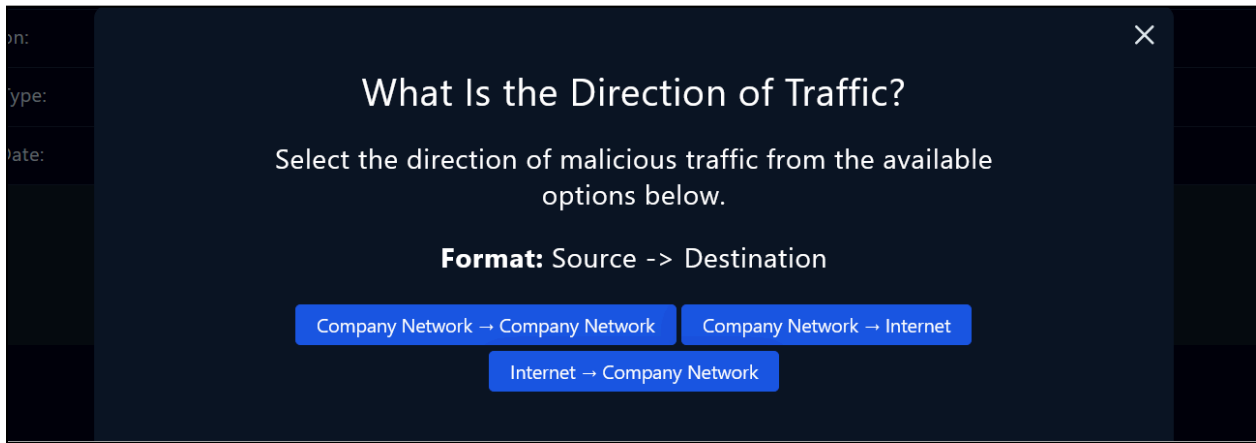 on:
Type:
Date:
What Is the Direction of Traffic?
Select the direction of malicious traffic from the available
options below.
Format: Source -> Destination
Company Network → Company Network
Company Network → Internet
Internet → Company Network